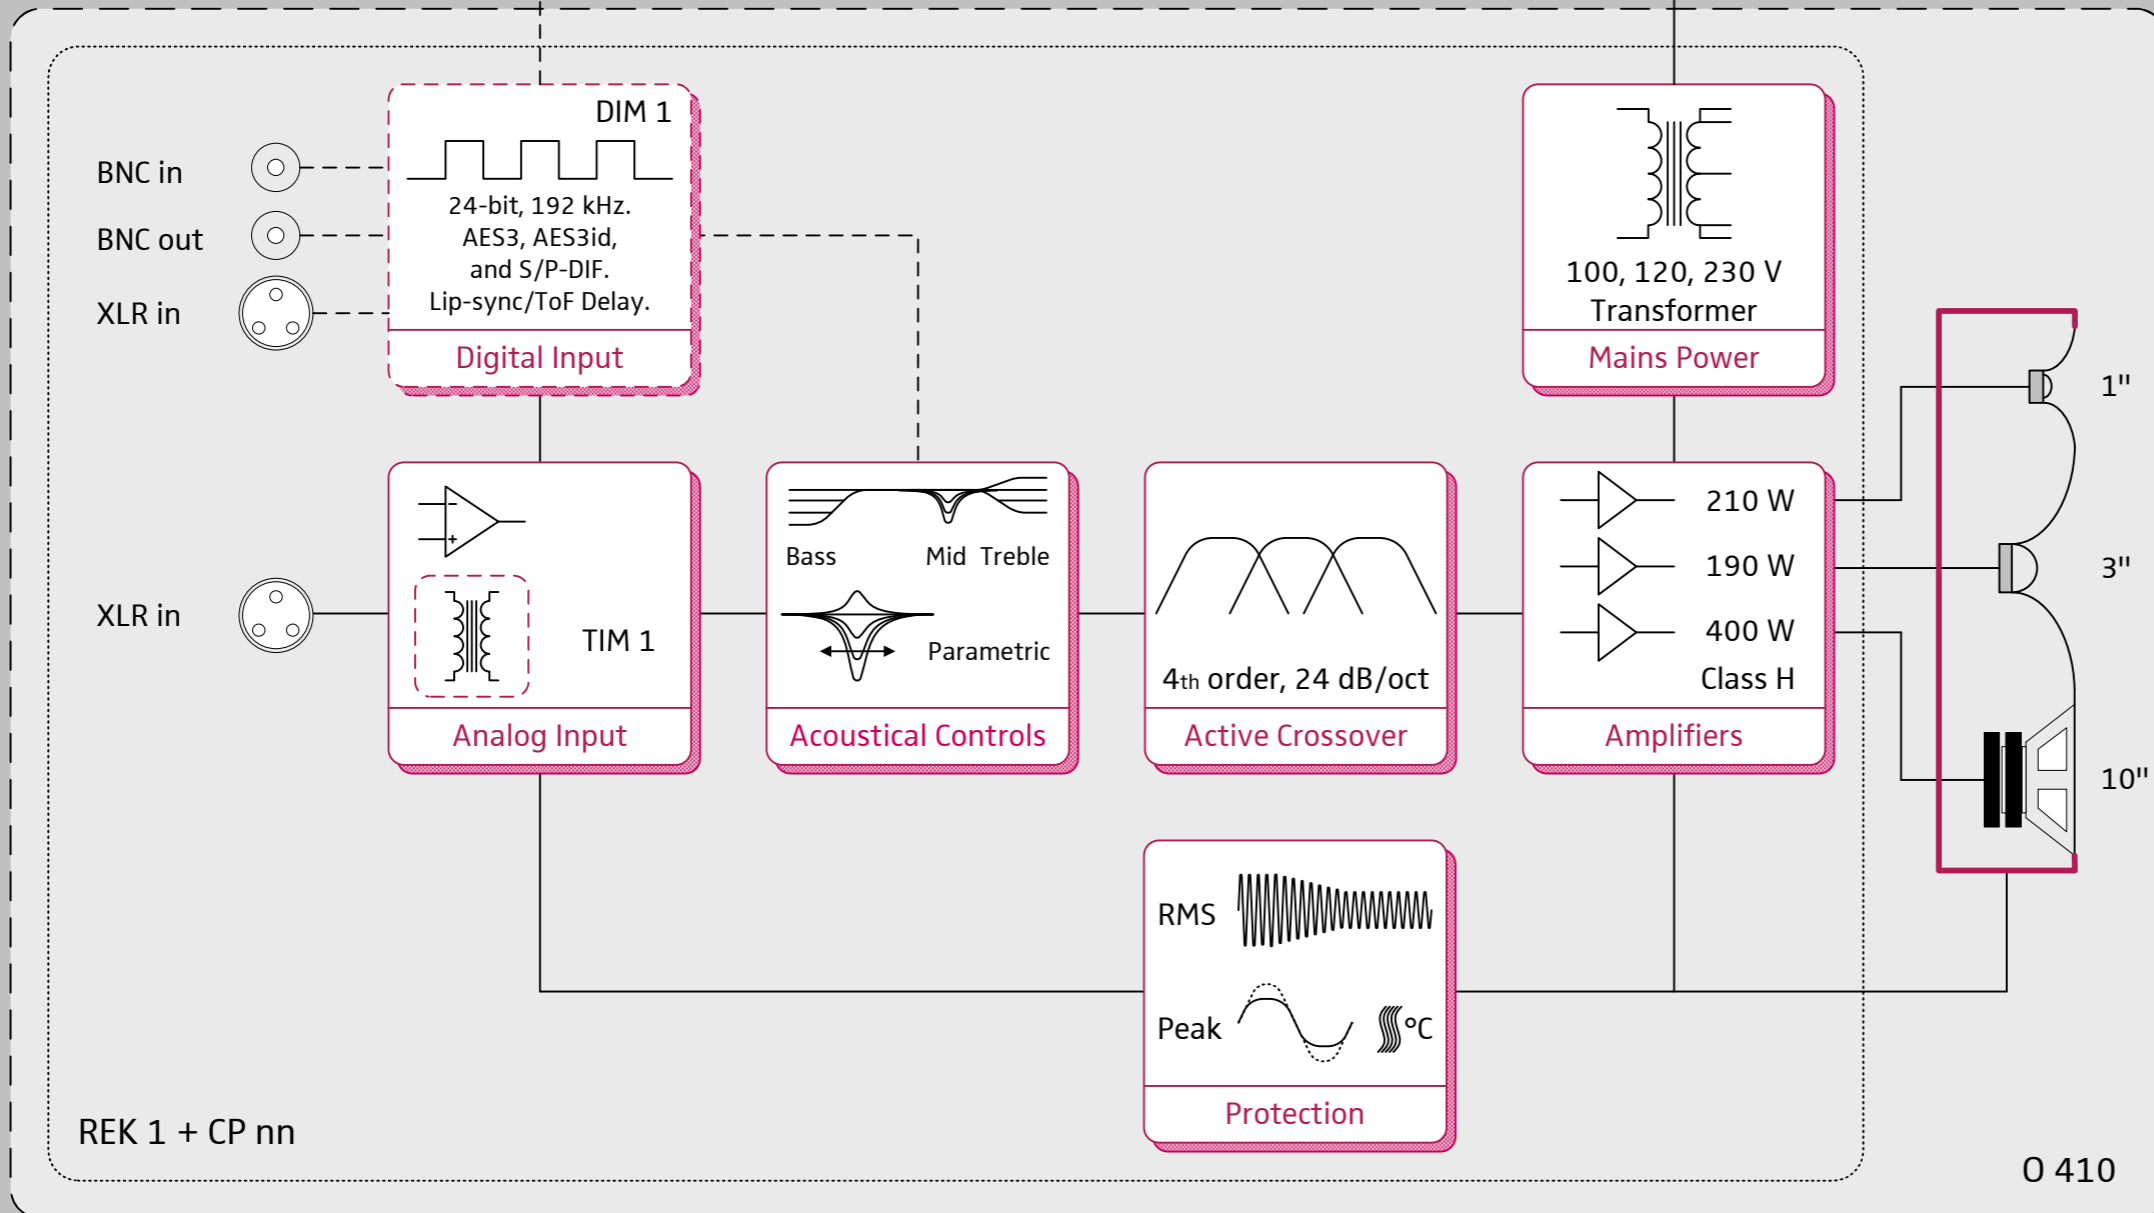 BNC in
BNC out
XLR in
DIM 1
24-bit, 192 kHz.
AES3, AES3id,
and S/P-DIF.
Lip-sync/ToF Delay.
Digital Input
100, 120, 230 V
Transformer
Mains Power
XLR in
TIM 1
Analog Input
Bass Mid Treble
Parametric
Acoustical Controls
4th order, 24 dB/oct
Active Crossover
210 W
190 W
400 W
Class H
Amplifiers
1"
3"
10"
RMS
Peak °C
Protection
REK 1 + CP nn
O 410